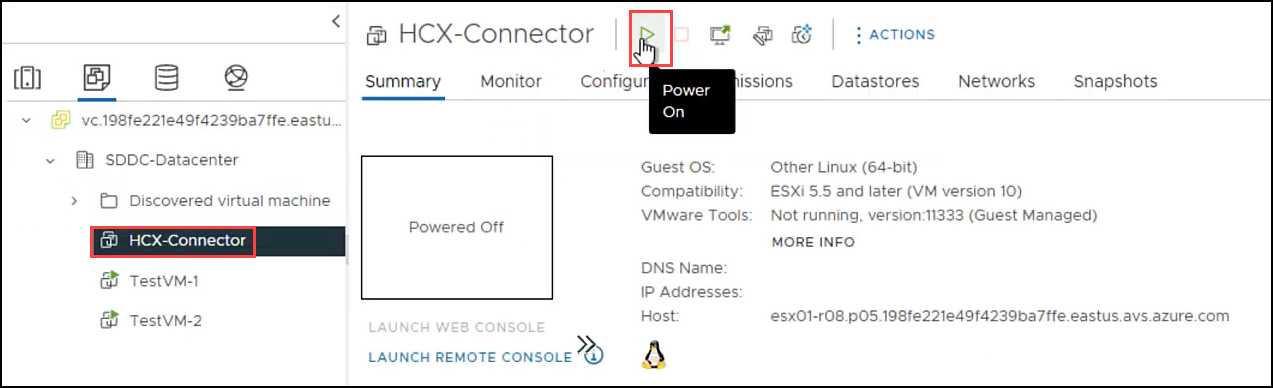 HCX-Connector
ACTIONS
Summary
Monitor
Configur
missions
Datastores
Networks
Snapshots
Power
On
vc.198fe221e49f4239ba7ffe.eastu...
SDDC-Datacenter
Discovered virtual machine
HCX-Connector
TestVM-1
TestVM-2
Powered Off
LAUNCH WEB CONSOLE
LAUNCH REMOTE CONSOLE
Guest OS: Other Linux (64-bit)
Compatibility: ESXi 5.5 and later (VM version 10)
VMware Tools: Not running, version:11333 (Guest Managed)
MORE INFO
DNS Name:
IP Addresses:
Host: esx01-r08.p05.198fe221e49f4239ba7ffe.eastus.avs.azure.com